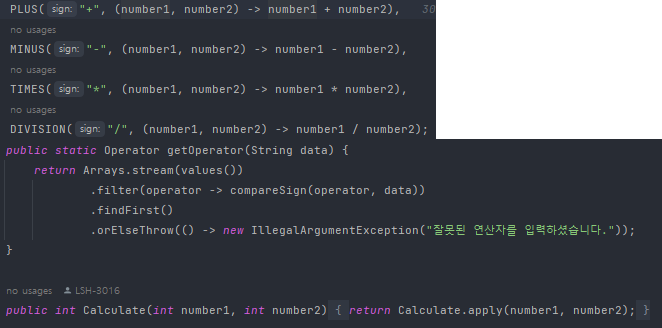 PLUS( sign: "+", (number1, number2) -> number1 + number2),  30
no usages
MINUS( sign: "-", (number1, number2) -> number1 - number2),
no usages
TIMES( sign: "*", (number1, number2) -> number1 * number2),
no usages
DIVISION( sign: "/", (number1, number2) -> number1 / number2);
public static Operator getOperator(String data) {
return Arrays.stream(values())
.filter(operator -> compareSign(operator, data))
.findFirst()
.orElseThrow(() -> new IllegalArgumentException("잘못된 연산자를 입력하셨습니다."));
}
no usages  LSH-3016
public int Calculate(int number1, int number2) { return Calculate.apply(number1, number2); }